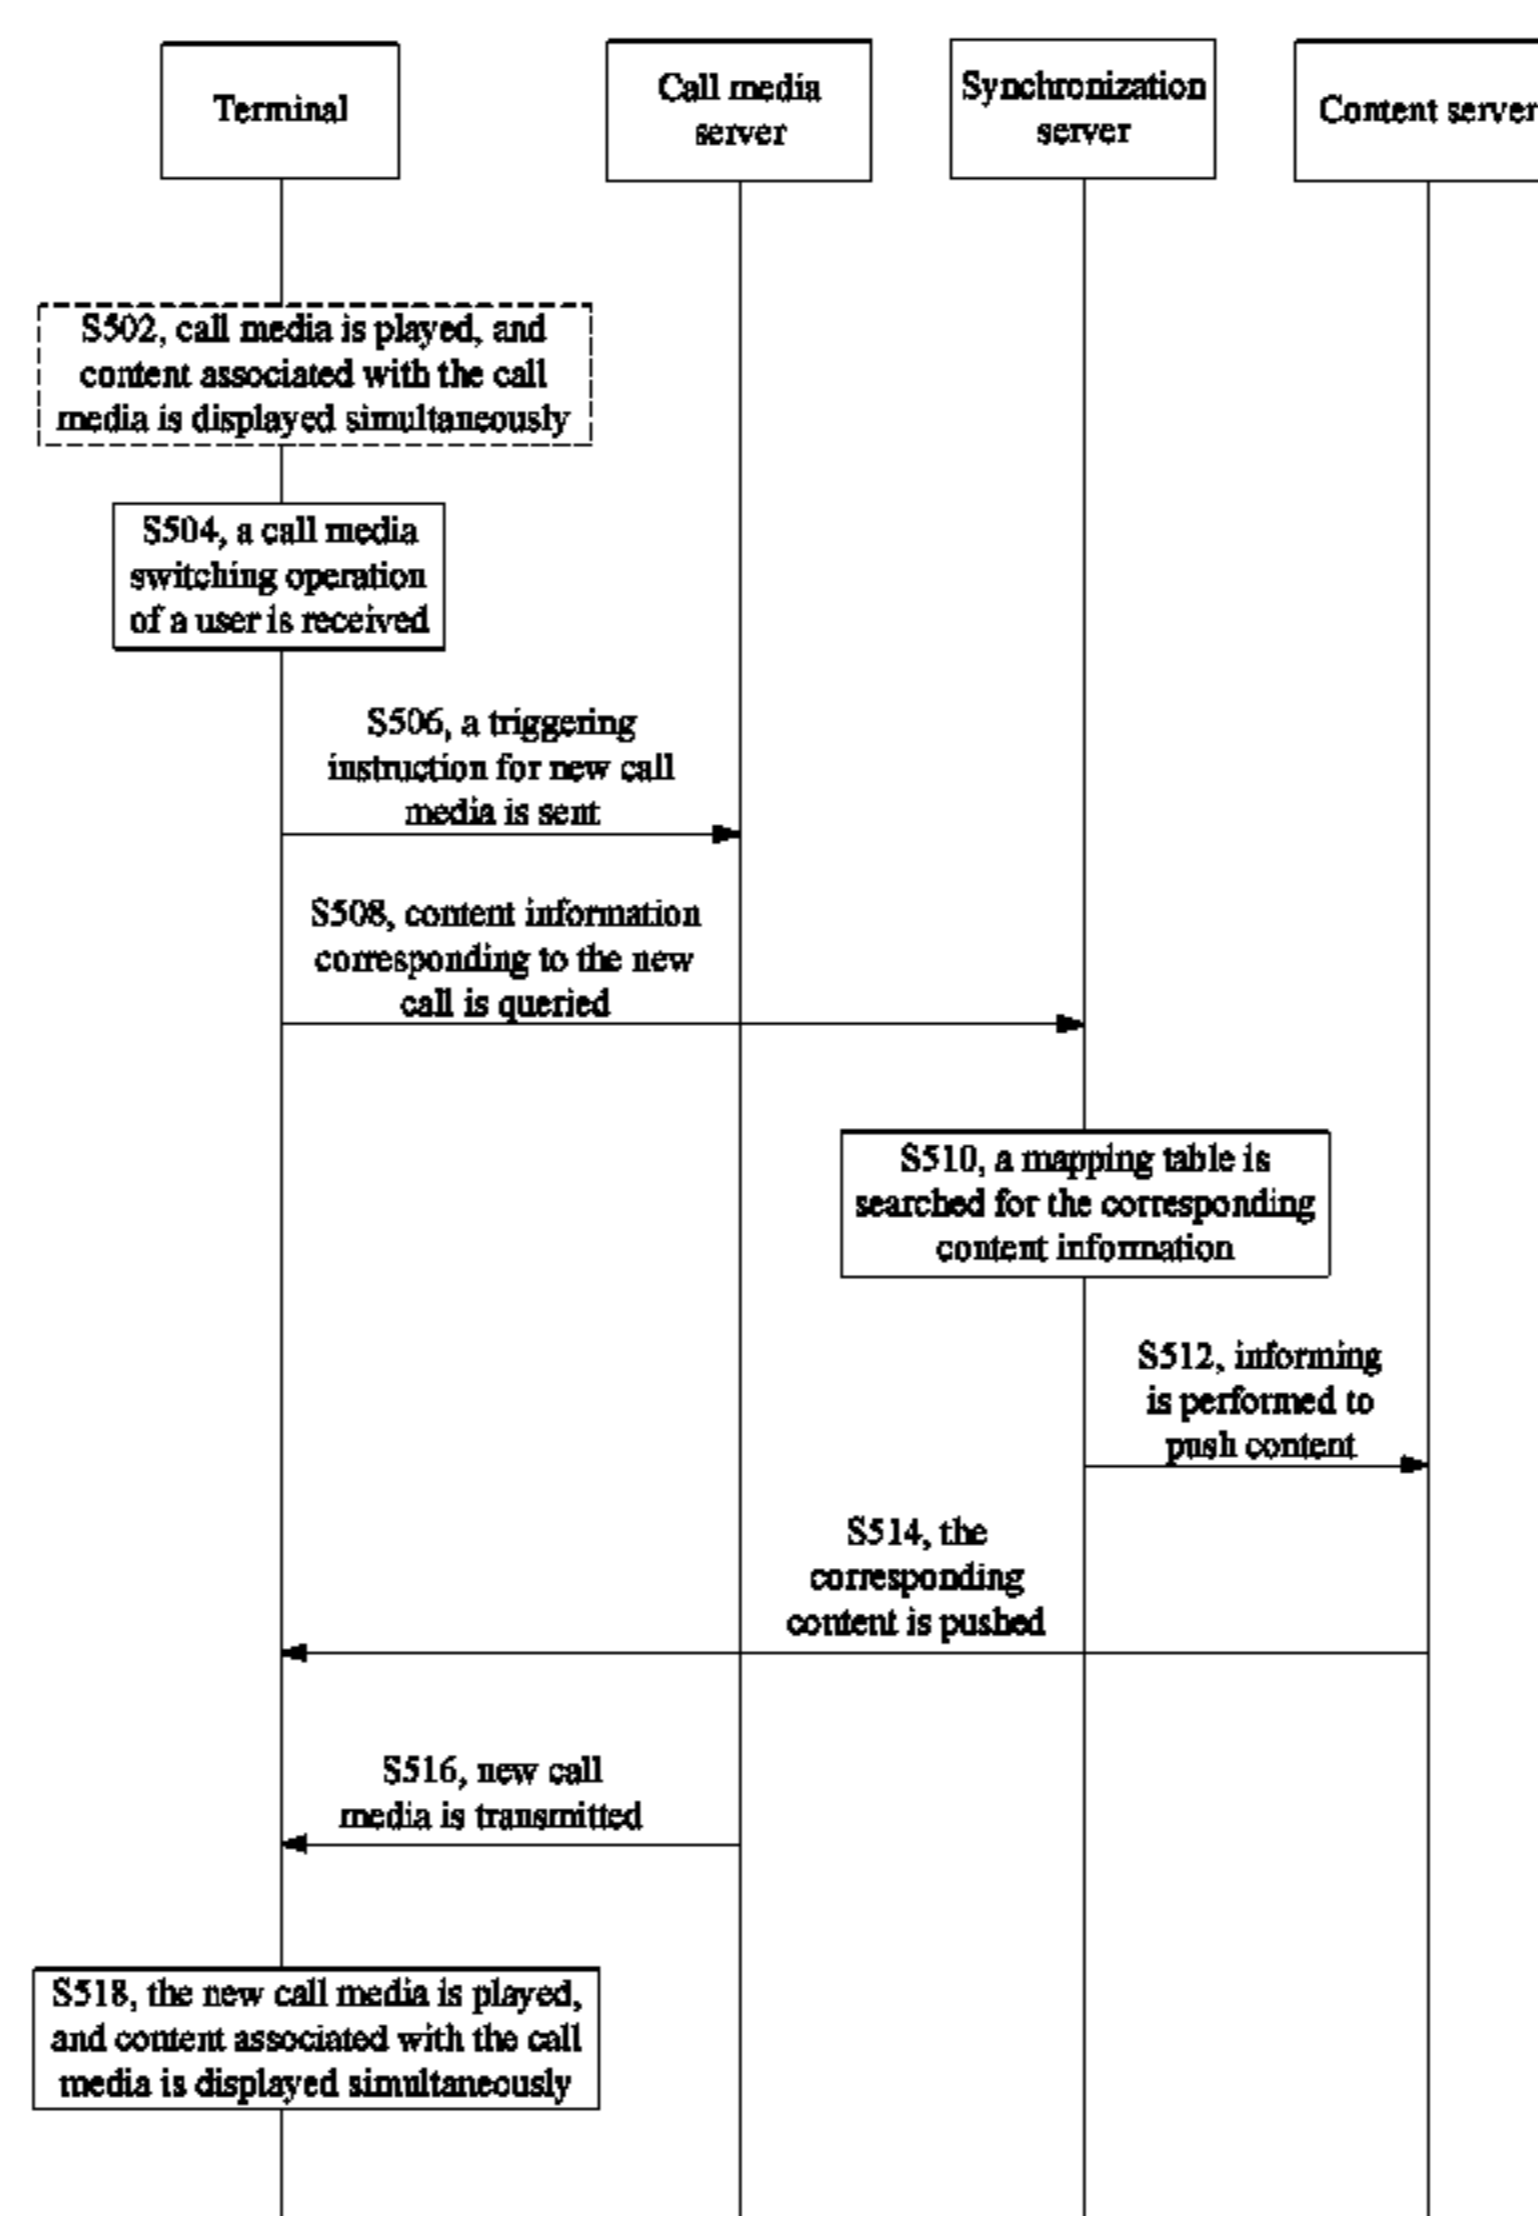 Terminal
Call media
server
Synchronization
server
Content server
S502, call media is played, and
content associated with the call
media is displayed simultaneously
S504, a call media
switching operation
of a user is received
S506, a triggering
instruction for new call
media is sent
S508, content information
corresponding to the new
call is queried
S510, a mapping table is
searched for the corresponding
content information
S512, informing
is performed to
push content
S514, the
corresponding
content is pushed
S516, new call
media is transmitted
S518, the new call media is played,
and content associated with the call
media is displayed simultaneously